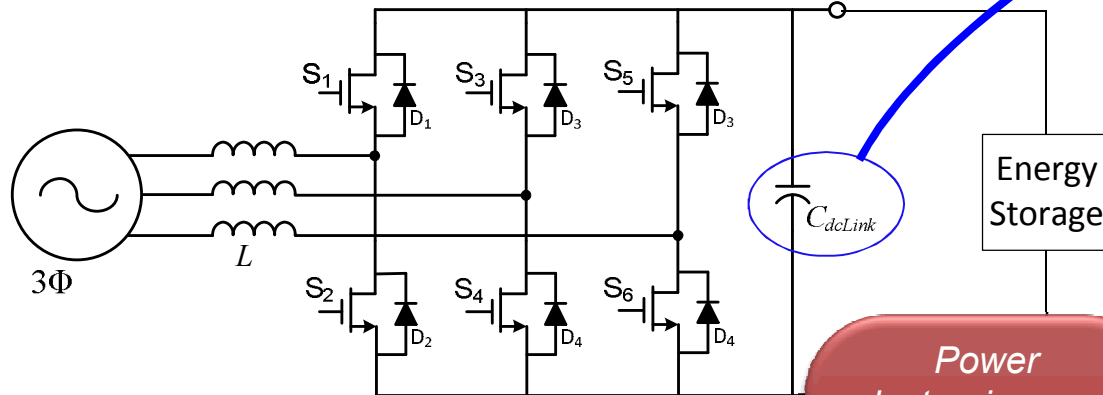 S1
D1
S3
D3
S5
D3
Energy
Storage
CdcLink
L
3Φ
S2
D2
S4
D4
S6
D4
Power